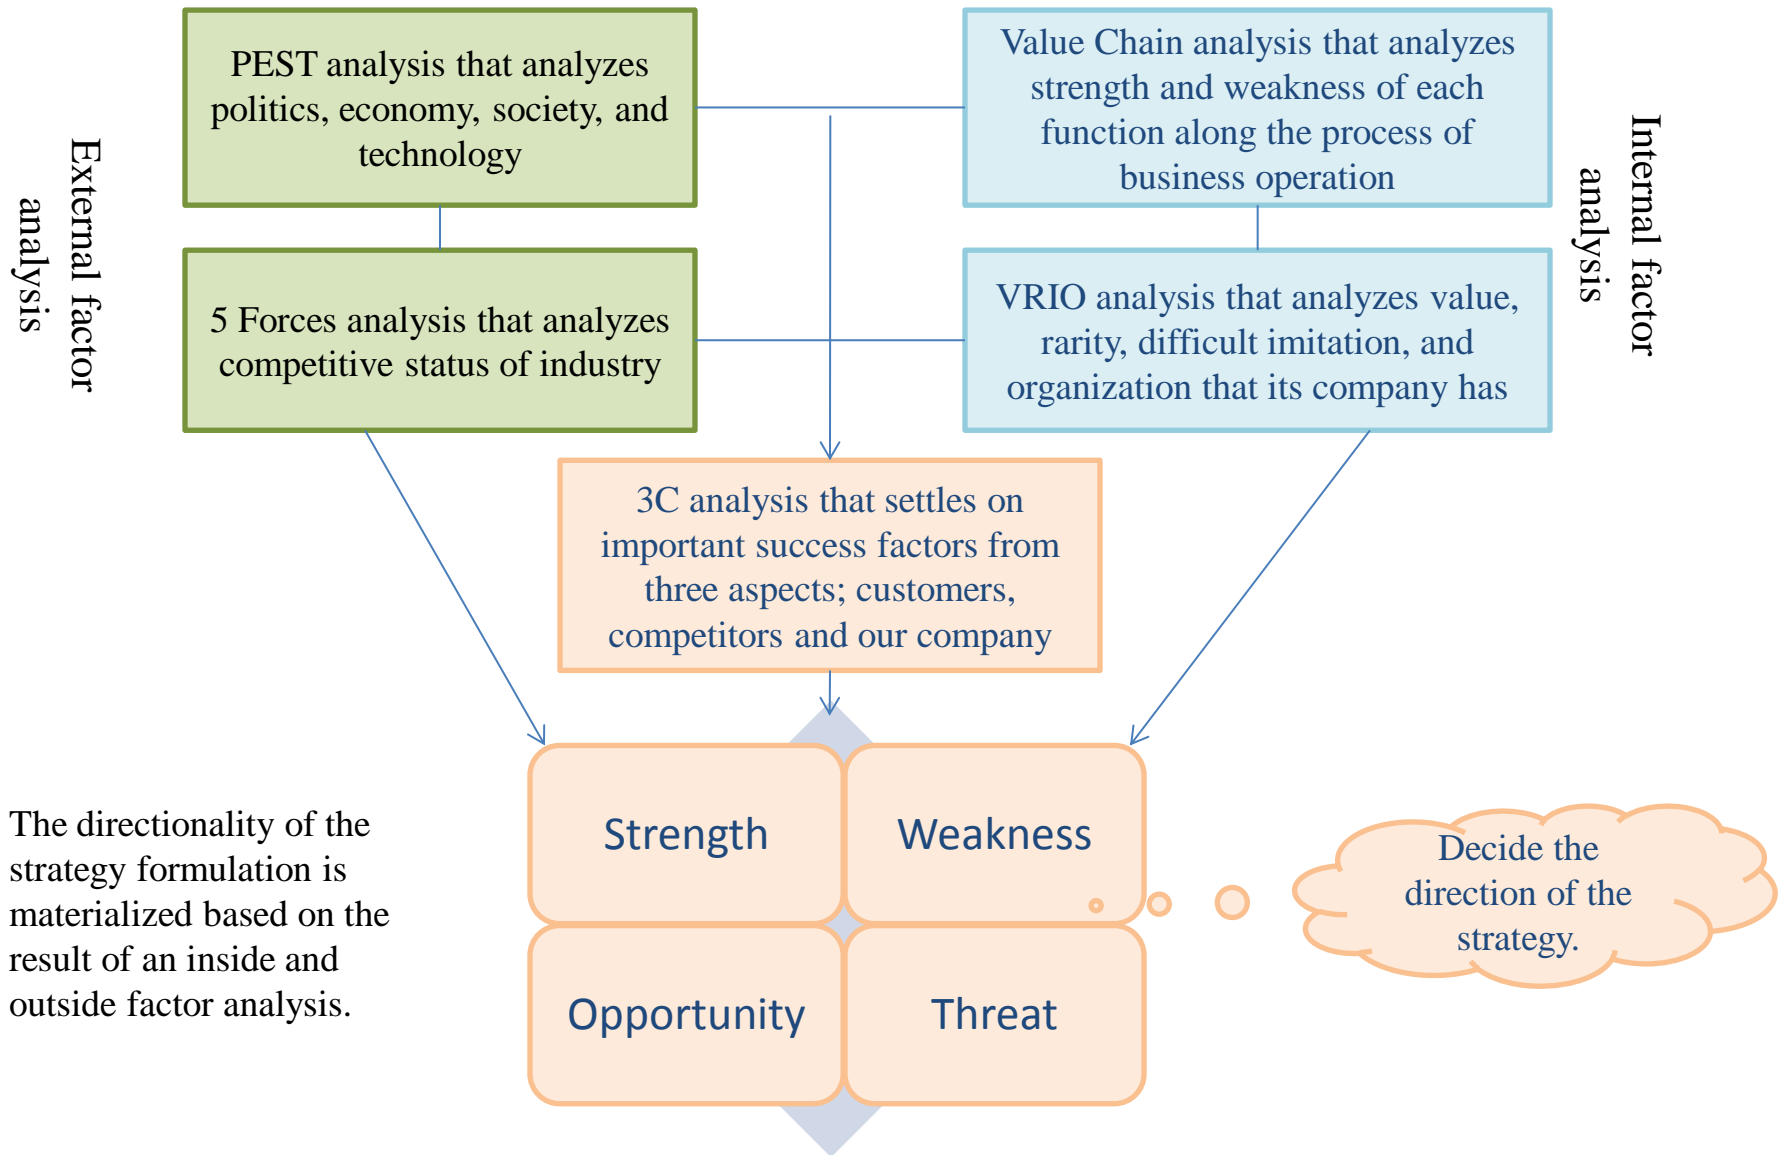 PEST analysis that analyzes
politics, economy, society, and
technology
Value Chain analysis that analyzes
strength and weakness of each
function along the process of
business operation
External factor
analysis
Internal factor
analysis
5 Forces analysis that analyzes
competitive status of industry
VRIO analysis that analyzes value,
rarity, difficult imitation, and
organization that its company has
3C analysis that settles on
important success factors from
three aspects; customers,
competitors and our company
The directionality of the
strategy formulation is
materialized based on the
result of an inside and
outside factor analysis.
Strength
Weakness
Opportunity
Threat
Decide the
direction of the
strategy.